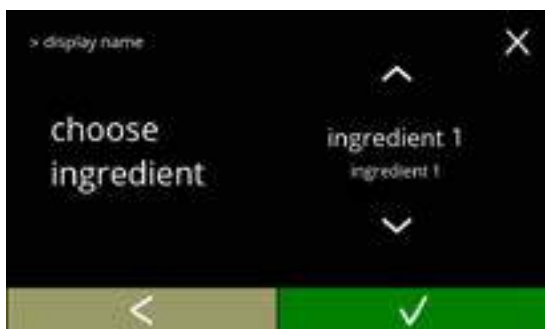 > display name
choose
ingredient
ingredient 1
ingredient 1